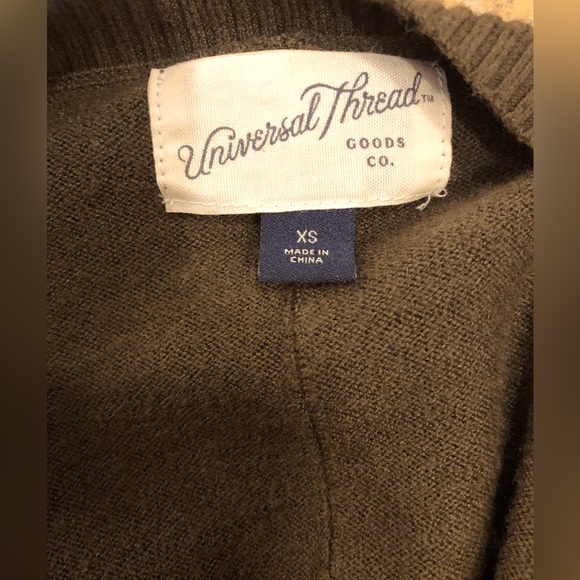 Universal Thread™
GOODS
CO.
XS
MADE IN
CHINA